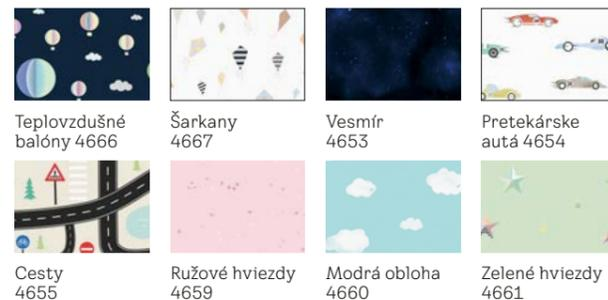 Teplovzdušné
balóny 4666
Šarkany
4667
Vesmír
4653
Pretekárske
autá 4654
Cesty
4655
Ružové hviezdy
4659
Modrá obloha
4660
Zelené hviezdy
4661